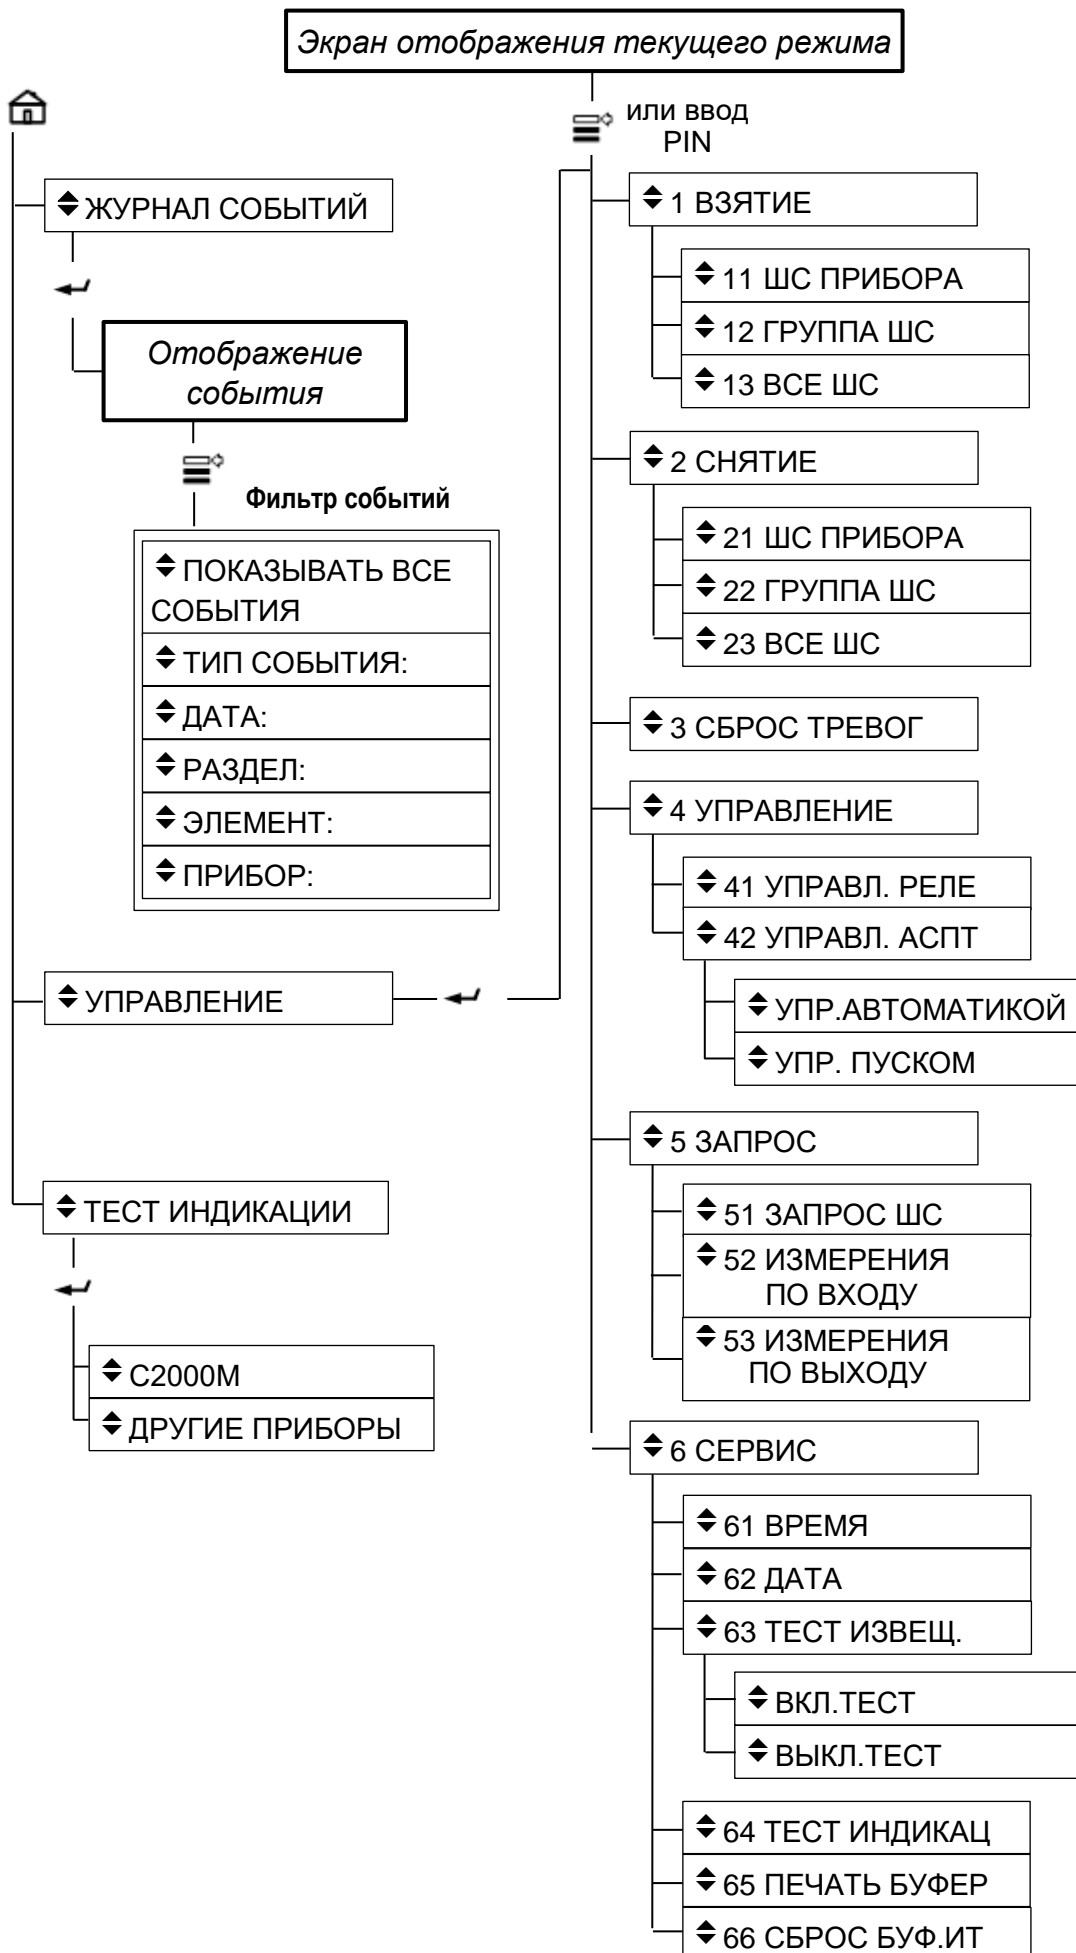 Экран отображения текущего режима
или ввод
PIN
ЖУРНАЛ СОБЫТИЙ
Отображение
события
Фильтр событий
ПОКАЗЫВАТЬ ВСЕ
СОБЫТИЯ
ТИП СОБЫТИЯ:
ДАТА:
РАЗДЕЛ:
ЭЛЕМЕНТ:
ПРИБОР:
УПРАВЛЕНИЕ
ТЕСТ ИНДИКАЦИИ
С2000М
ДРУГИЕ ПРИБОРЫ
1 ВЗЯТИЕ
11 ШС ПРИБОРА
12 ГРУППА ШС
13 ВСЕ ШС
2 СНЯТИЕ
21 ШС ПРИБОРА
22 ГРУППА ШС
23 ВСЕ ШС
3 СБРОС ТРЕВОГ
4 УПРАВЛЕНИЕ
41 УПРАВЛ. РЕЛЕ
42 УПРАВЛ. АСПТ
УПР.АВТОМАТИКОЙ
УПР. ПУСКОМ
5 ЗАПРОС
51 ЗАПРОС ШС
52 ИЗМЕРЕНИЯ
ПО ВХОДУ
53 ИЗМЕРЕНИЯ
ПО ВЫХОДУ
6 СЕРВИС
61 ВРЕМЯ
62 ДАТА
63 ТЕСТ ИЗВЕЩ.
ВКЛ.ТЕСТ
ВЫКЛ.ТЕСТ
64 ТЕСТ ИНДИКАЦ
65 ПЕЧАТЬ БУФЕР
66 СБРОС БУФ.ИТ